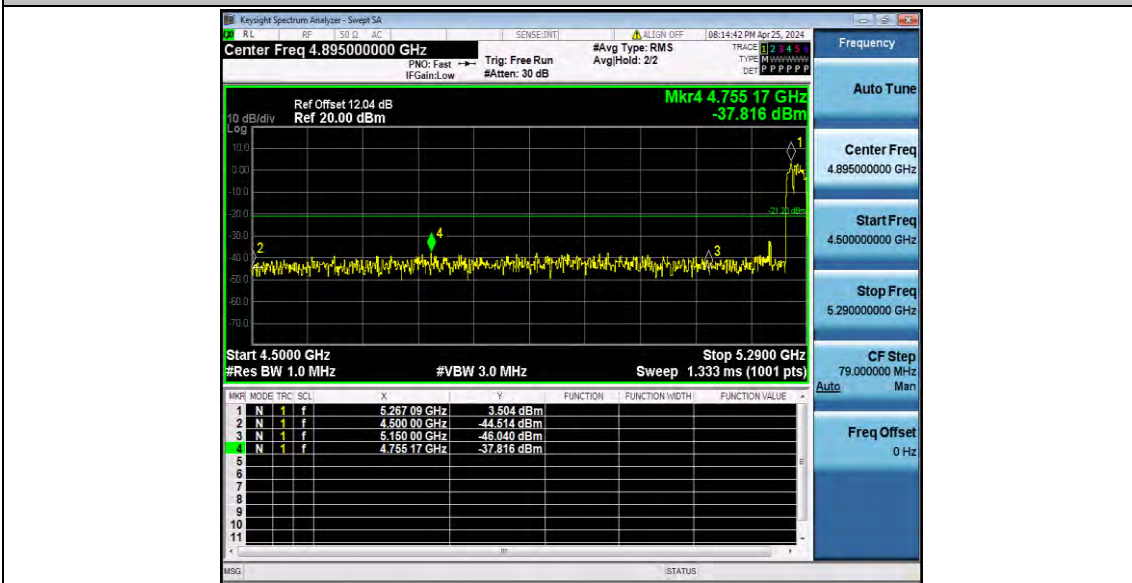 Keysight Spectrum Analyzer - Swept SA
RL RF 50 Ω AC SENSE:INT ALIGN OFF 08:14:42 PM Apr 25, 2024
Center Freq 4.895000000 GHz
PNO: Fast
IFGain:Low
Trig: Free Run
#Atten: 30 dB
#Avg Type: RMS
Avg|Hold: 2/2
TRACE 1 2 3 4 5 6
TYPE M W W W W W
DET P P P P P P
Mkr4 4.755 17 GHz
-37.816 dBm
Ref Offset 12.04 dB
10 dB/div Ref 20.00 dBm
Log
10.0
0.00
-10.0
-20.0
-30.0
-40.0
-50.0
-60.0
-70.0
1
2
3
4
-21.20 dBm
Start 4.5000 GHz Stop 5.2900 GHz
#Res BW 1.0 MHz #VBW 3.0 MHz Sweep 1.333 ms (1001 pts)
MKR MODE TRC SCL X Y FUNCTION FUNCTION WIDTH FUNCTION VALUE
1 N 1 f 5.267 09 GHz 3.504 dBm
2 N 1 f 4.500 00 GHz -44.514 dBm
3 N 1 f 5.150 00 GHz -46.040 dBm
4 N 1 f 4.755 17 GHz -37.816 dBm
5
6
7
8
9
10
11
MSG STATUS
Frequency
Auto Tune
Center Freq
4.895000000 GHz
Start Freq
4.500000000 GHz
Stop Freq
5.290000000 GHz
CF Step
79.000000 MHz
Auto Man
Freq Offset
0 Hz